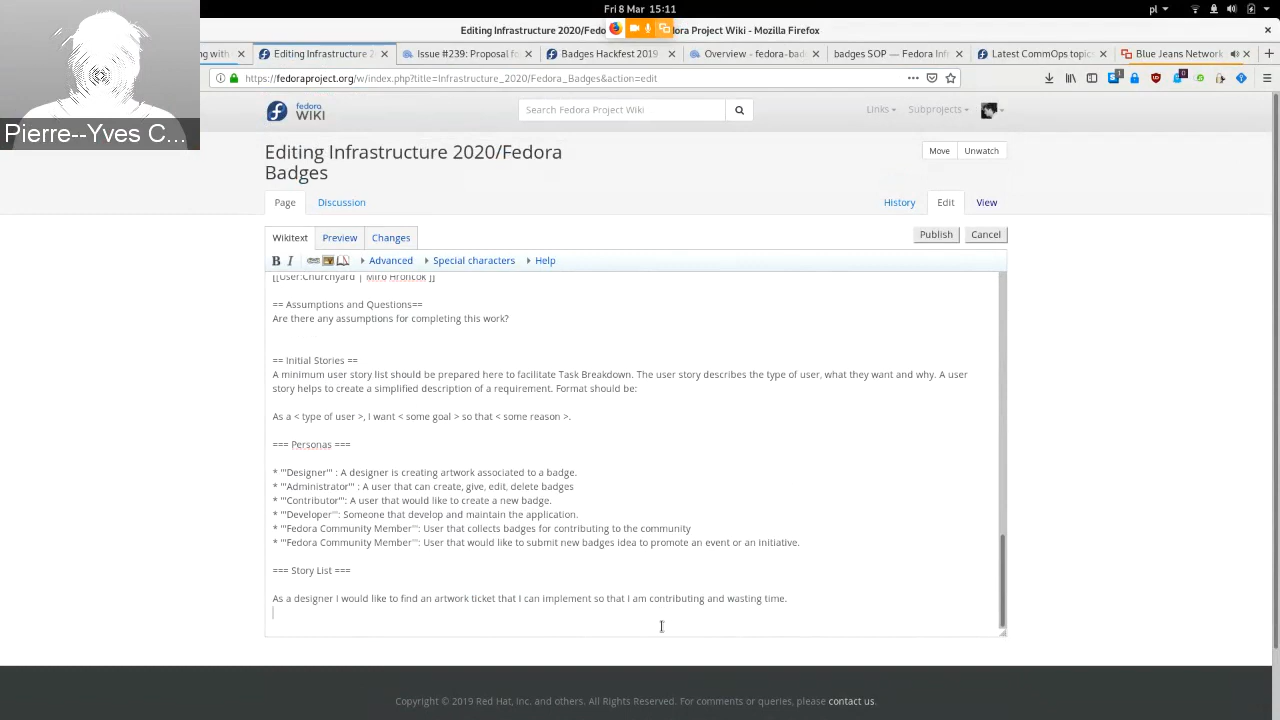 Fri 8 Mar 15:11
pl
Editing Infrastructure 2020/Fedo
ora Project Wiki - Mozilla Firefox
ng with
Editing Infrastructure 2
Issue #239: Proposal fo
Badges Hackfest 2019
Overview - fedora-bad
badges SOP — Fedora Inf
Latest CommOps topic
Blue Jeans Network
https://fedoraproject.org/w/index.php?title=Infrastructure_2020/Fedora_Badges&action=edit
Pierre--Yves C...
fedora
WIKI
Search Fedora Project Wiki
Links
Subprojects
Editing Infrastructure 2020/Fedora
Badges
Move
Unwatch
Page
Discussion
History
Edit
View
Wikitext
Preview
Changes
Publish
Cancel
B I
Advanced
Special characters
Help
[[User:Churchyard | Miro Hroncok ]]
== Assumptions and Questions==
Are there any assumptions for completing this work?
== Initial Stories ==
A minimum user story list should be prepared here to facilitate Task Breakdown. The user story describes the type of user, what they want and why. A user
story helps to create a simplified description of a requirement. Format should be:
As a < type of user >, I want < some goal > so that < some reason >.
=== Personas ===
* '''Designer''' : A designer is creating artwork associated to a badge.
* '''Administrator''' : A user that can create, give, edit, delete badges
* '''Contributor''': A user that would like to create a new badge.
* '''Developer''': Someone that develop and maintain the application.
* '''Fedora Community Member''': User that collects badges for contributing to the community
* '''Fedora Community Member''': User that would like to submit new badges idea to promote an event or an initiative.
=== Story List ===
As a designer I would like to find an artwork ticket that I can implement so that I am contributing and wasting time.
Copyright © 2019 Red Hat, Inc. and others. All Rights Reserved. For comments or queries, please contact us.